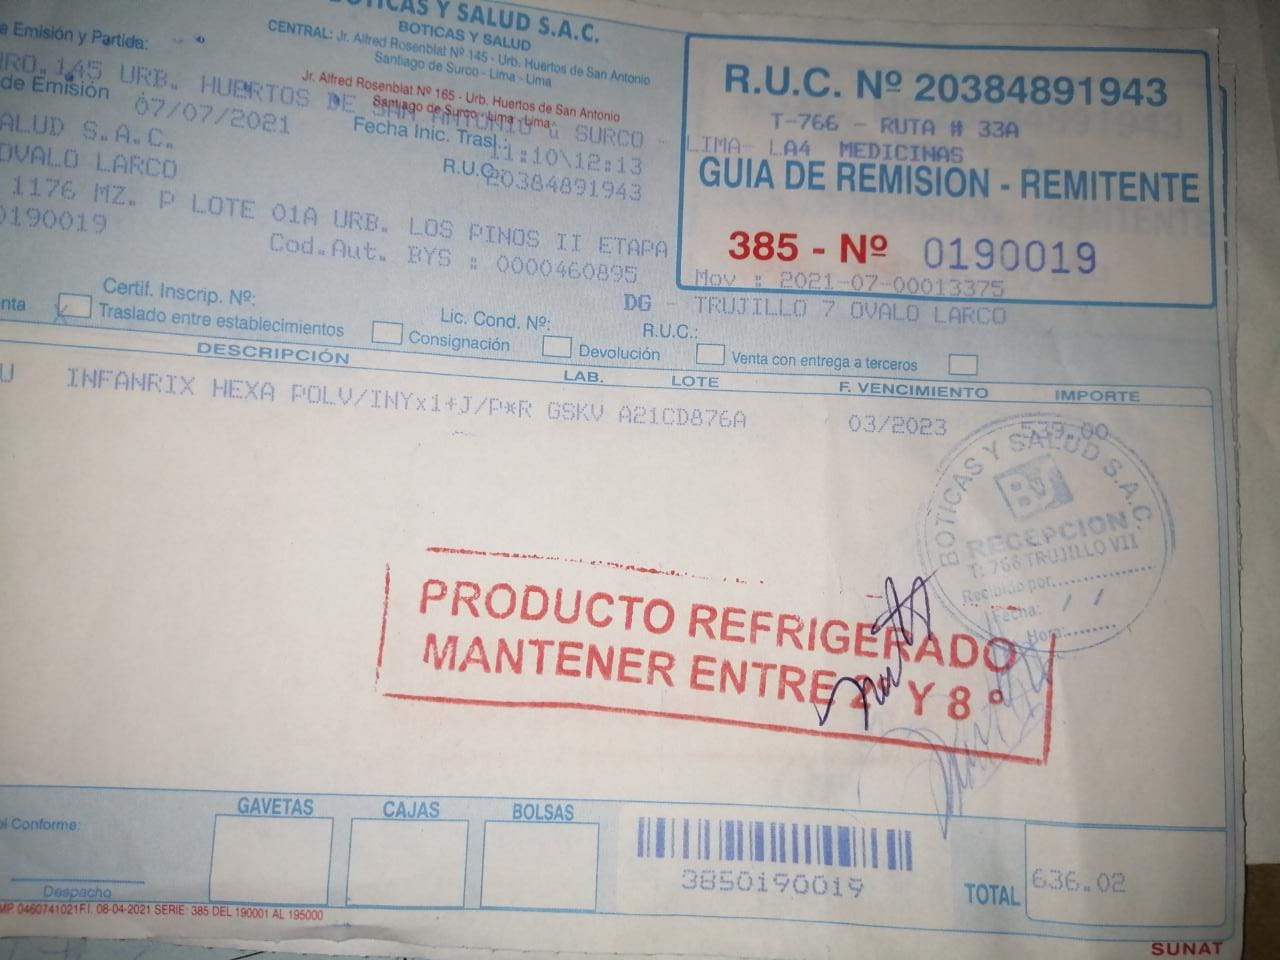 BOTICAS Y SALUD S.A.C.
BOTICAS Y SALUD
CENTRAL: Jr. Alfred Rosenblat Nº 145 - Urb. Huertos de San Antonio
Santiago de Surco - Lima - Lima
Jr. Alfred Rosenblat Nº 165 - Urb. Huertos de San Antonio
Santiago de Surco - Lima - Lima
e Emisión y Partida:
NRO. 145 URB. HUERTOS DE SAN ANTONIO SURCO - LIMA- LA4 MEDICINAS
de Emisión 07/07/2021 Fecha Inic. Trasl.: 11:10\12:13
ALUD S.A.C. R.U.C. 20384891943
OVALO LARCO
1176 MZ. P LOTE 01A URB. LOS PINOS II ETAPA
0190019 Cod.Aut. BYS : 0000460895
R.U.C. Nº 20384891943
T-766 - RUTA # 33A
GUIA DE REMISION - REMITENTE
385 - Nº 0190019
Mov : 2021-07-00013375
DG - TRUJILLO 7 OVALO LARCO
Certif. Inscrip. Nº: Lic. Cond. Nº: R.U.C.:
nta X Traslado entre establecimientos Consignación Devolución Venta con entrega a terceros
DESCRIPCIÓN LAB. LOTE F. VENCIMIENTO IMPORTE
U INFANRIX HEXA POLV/INYx1+J/P*R GSKV A21CD876A 03/2023 539.00
BOTICAS Y SALUD S.A.C.
RECEPCION
T: 766 TRUJILLO VII
Recibido por
Fecha: / /
Hora:
PRODUCTO REFRIGERADO
MANTENER ENTRE 2º Y 8 º
GAVETAS CAJAS BOLSAS
Conforme:
Despacho
3850190019
TOTAL 636.02
IMP. 0460741021 F.I. 08-04-2021 SERIE: 385 DEL 190001 AL 195000
SUNAT